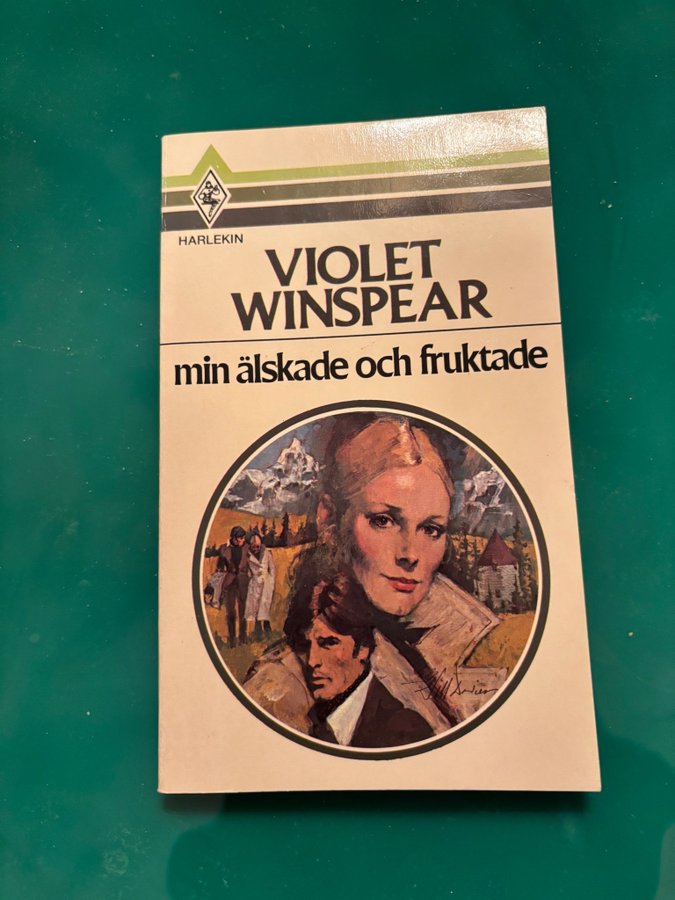 HARLEKIN
VIOLET
WINSPEAR
min älskade och fruktade